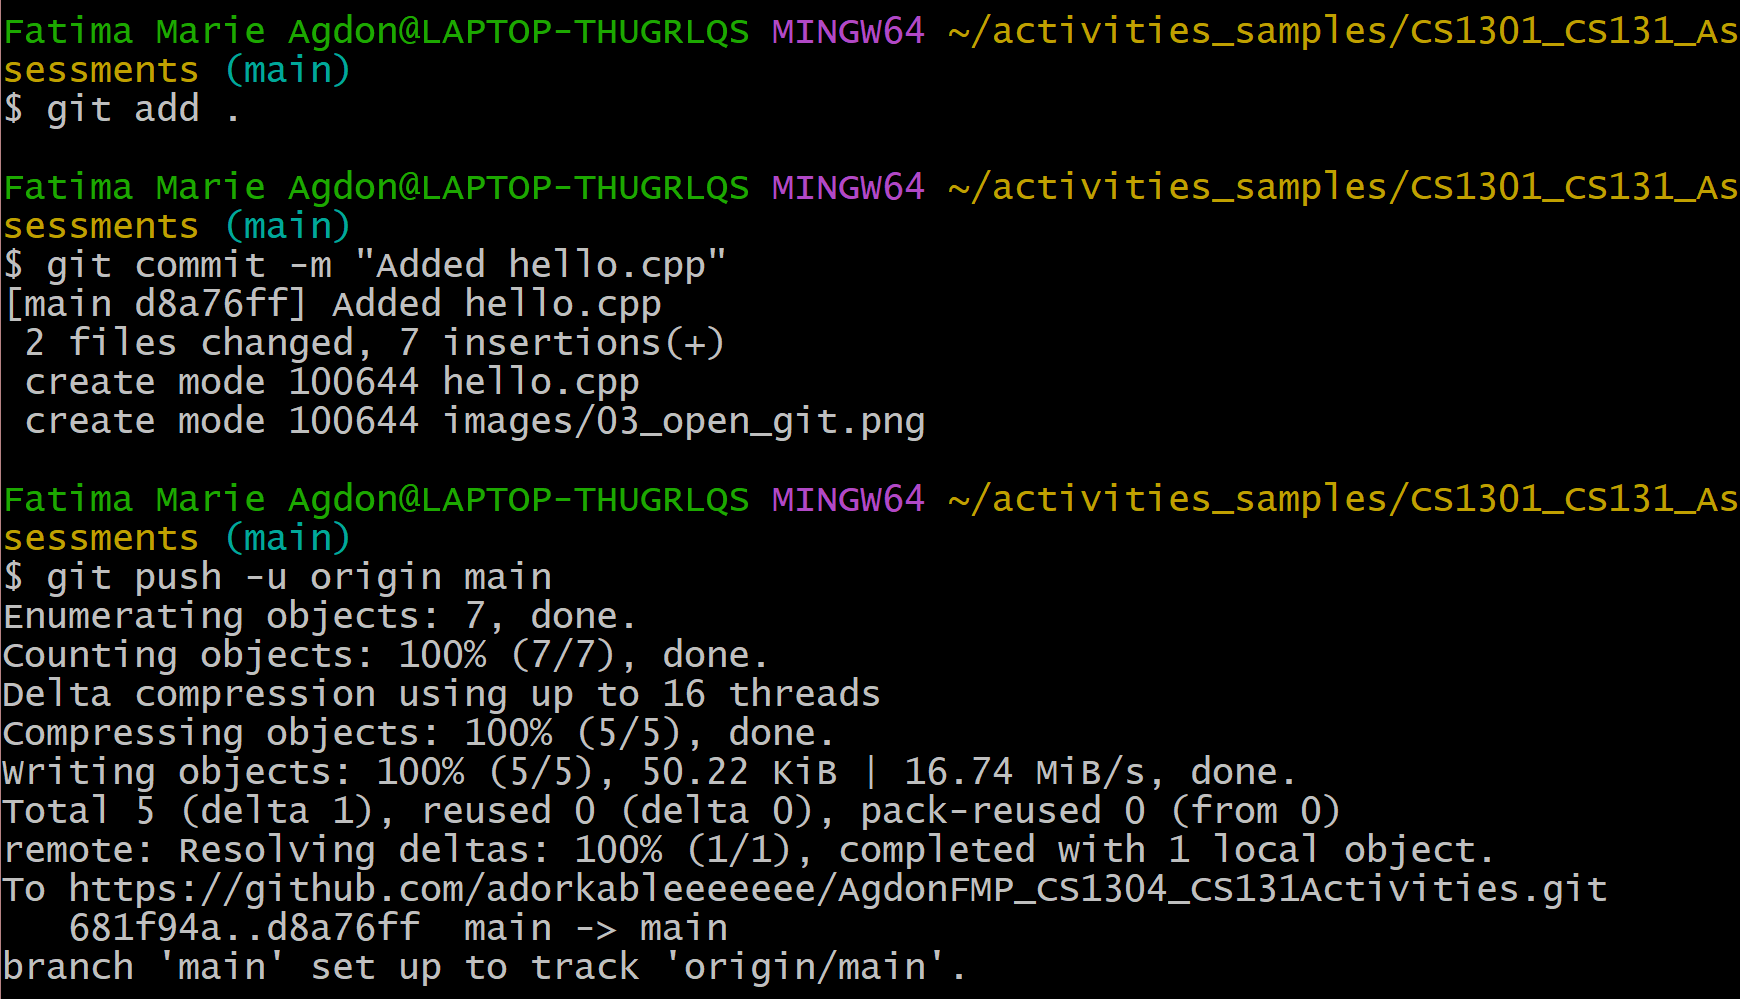 Fatima Marie Agdon@LAPTOP-THUGRLQS MINGW64 ~/activities_samples/CS1301_CS131_As
sessments (main)
$ git add .
Fatima Marie Agdon@LAPTOP-THUGRLQS MINGW64 ~/activities_samples/CS1301_CS131_As
sessments (main)
$ git commit -m "Added hello.cpp"
[main d8a76ff] Added hello.cpp
 2 files changed, 7 insertions(+)
 create mode 100644 hello.cpp
 create mode 100644 images/03_open_git.png
Fatima Marie Agdon@LAPTOP-THUGRLQS MINGW64 ~/activities_samples/CS1301_CS131_As
sessments (main)
$ git push -u origin main
Enumerating objects: 7, done.
Counting objects: 100% (7/7), done.
Delta compression using up to 16 threads
Compressing objects: 100% (5/5), done.
Writing objects: 100% (5/5), 50.22 KiB | 16.74 MiB/s, done.
Total 5 (delta 1), reused 0 (delta 0), pack-reused 0 (from 0)
remote: Resolving deltas: 100% (1/1), completed with 1 local object.
To https://github.com/adorkableeeeeee/AgdonFMP_CS1304_CS131Activities.git
   681f94a..d8a76ff  main -> main
branch 'main' set up to track 'origin/main'.